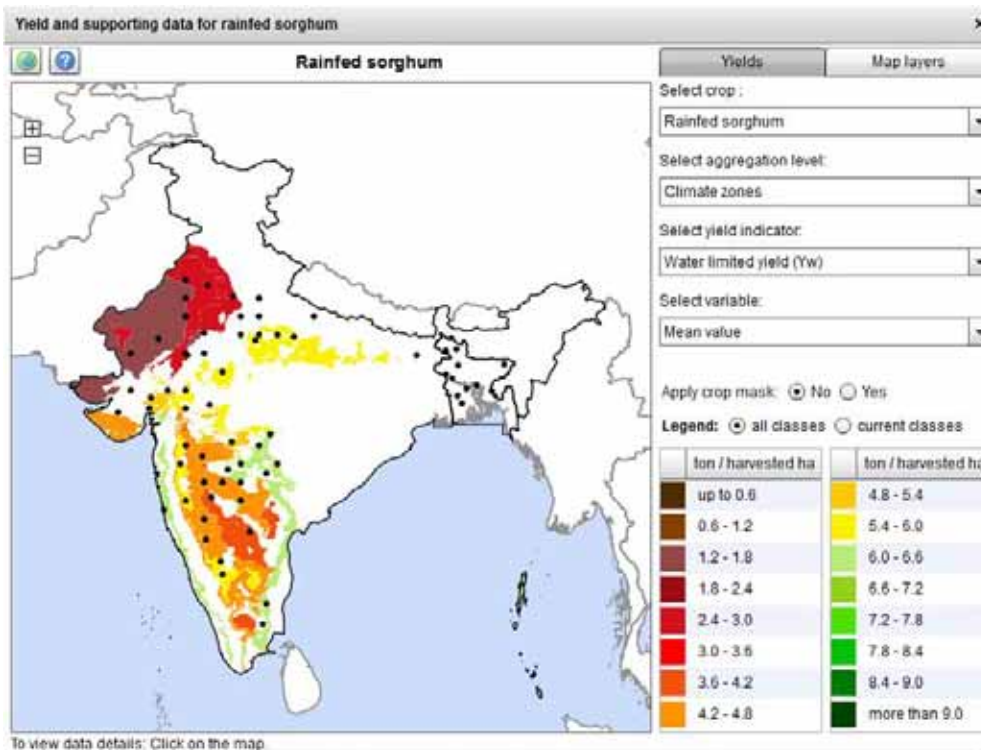 Yield and supporting data for rainfed sorghum
Rainfed sorghum
Yields
Map layers
Select crop :
Rainfed sorghum
Select aggregation level:
Climate zones
Select yield indicator:
Water limited yield (Yw)
Select variable:
Mean value
Apply crop mask: No Yes
Legend: all classes current classes
ton / harvested ha
up to 0.6
0.6 - 1.2
1.2 - 1.8
1.8 - 2.4
2.4 - 3.0
3.0 - 3.6
3.6 - 4.2
4.2 - 4.8
ton / harvested ha
4.8 - 5.4
5.4 - 6.0
6.0 - 6.6
6.6 - 7.2
7.2 - 7.8
7.8 - 8.4
8.4 - 9.0
more than 9.0
To view data details: Click on the map.